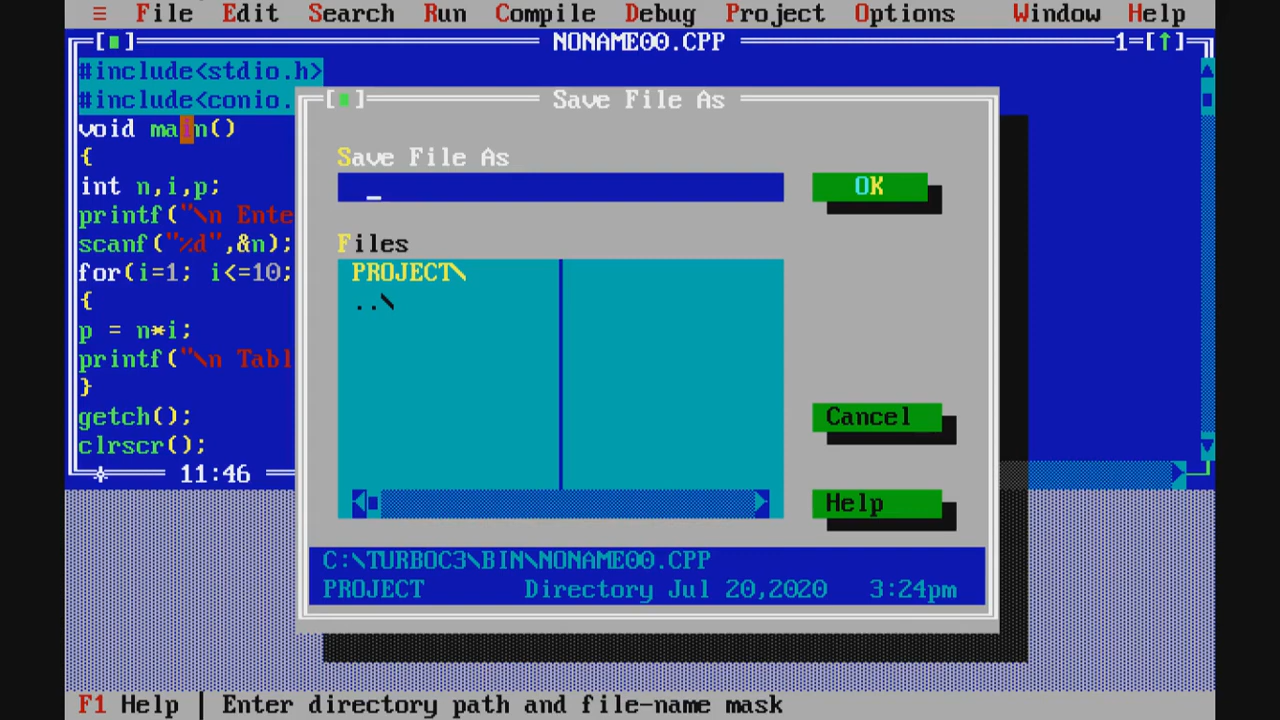 ≡ File Edit Search Run Compile Debug Project Options Window Help
[■] NONAME00.CPP 1=[↑]
#include<stdio.h>
#include<conio.
void main()
{
int n,i,p;
printf("\n Ente
scanf("%d",&n);
for(i=1; i<=10;
{
p = n*i;
printf("\n Tabl
}
getch();
clrscr();
11:46
[■] Save File As
Save File As
OK
Files
PROJECT\
..\
Cancel
Help
C:\TURBOC3\BIN\NONAME00.CPP
PROJECT Directory Jul 20,2020 3:24pm
F1 Help │ Enter directory path and file-name mask